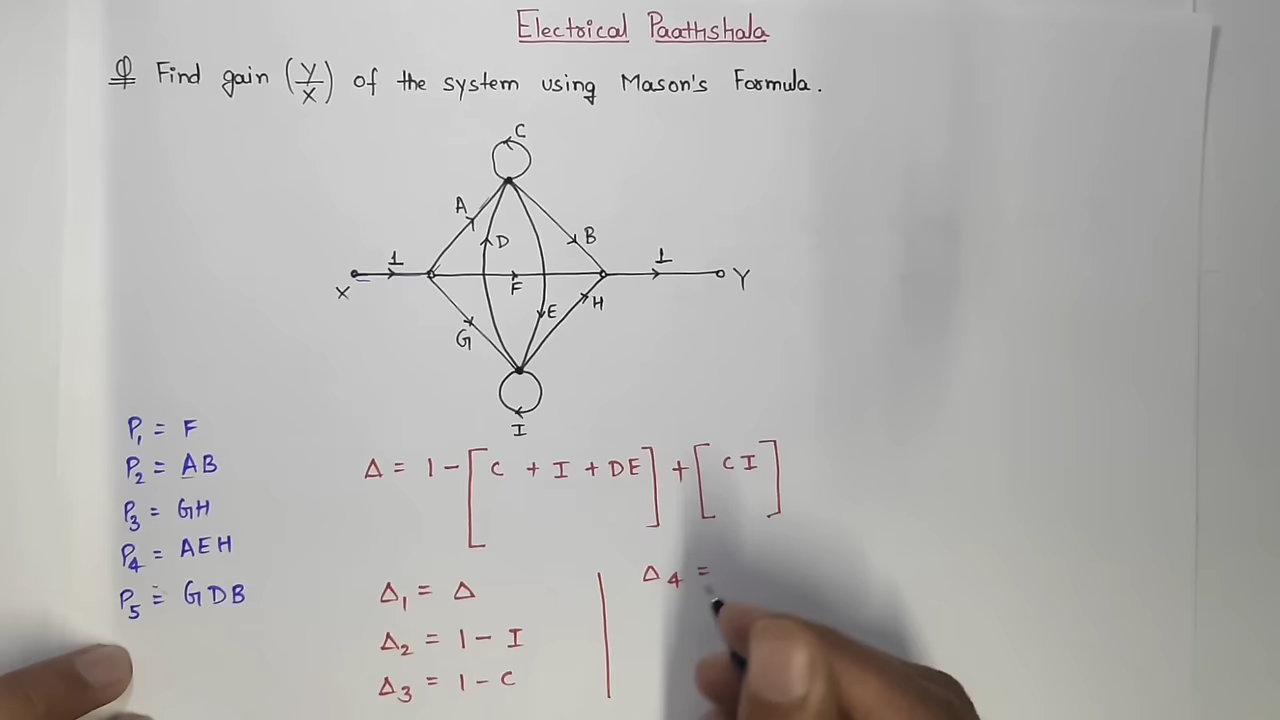 Electrical Paathshala
Q Find gain (Y/X) of the system using Mason's Formula.
C
A
B
D
1
1
X
F
Y
E
H
G
I
P₁ = F
P₂ = AB
P₃ = GH
P₄ = AEH
P₅ = GDB
Δ = 1 - [C + I + DE] + [CI]
Δ₁ = Δ
Δ₂ = 1 - I
Δ₃ = 1 - C
Δ₄ =